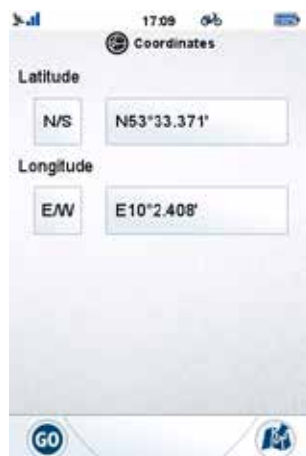 17:09
Coordinates
Latitude
N/S
N53°33.371'
Longitude
E/W
E10°2.408'
GO